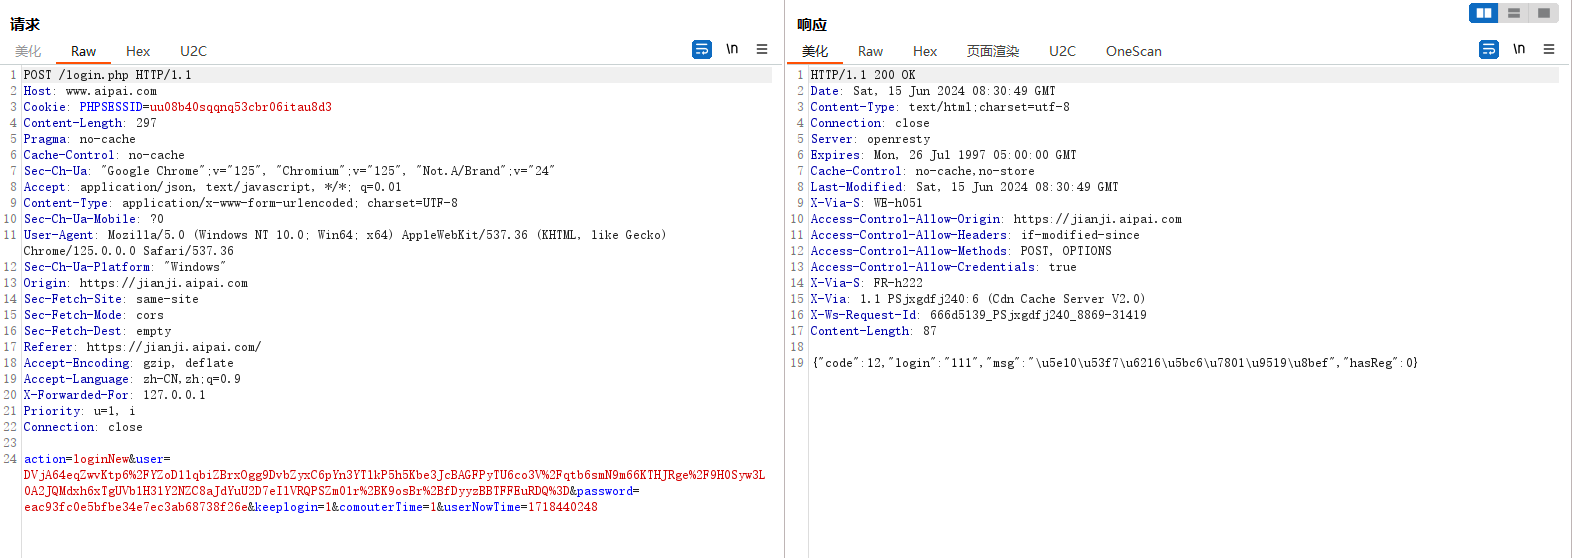 请求
美化 Raw Hex U2C \n
1 POST /login.php HTTP/1.1
2 Host: www.aipai.com
3 Cookie: PHPSESSID=uu08b40sqqnq53cbr06itau8d3
4 Content-Length: 297
5 Pragma: no-cache
6 Cache-Control: no-cache
7 Sec-Ch-Ua: "Google Chrome";v="125", "Chromium";v="125", "Not.A/Brand";v="24"
8 Accept: application/json, text/javascript, */*; q=0.01
9 Content-Type: application/x-www-form-urlencoded; charset=UTF-8
10 Sec-Ch-Ua-Mobile: ?0
11 User-Agent: Mozilla/5.0 (Windows NT 10.0; Win64; x64) AppleWebKit/537.36 (KHTML, like Gecko)
Chrome/125.0.0.0 Safari/537.36
12 Sec-Ch-Ua-Platform: "Windows"
13 Origin: https://jianji.aipai.com
14 Sec-Fetch-Site: same-site
15 Sec-Fetch-Mode: cors
16 Sec-Fetch-Dest: empty
17 Referer: https://jianji.aipai.com/
18 Accept-Encoding: gzip, deflate
19 Accept-Language: zh-CN,zh;q=0.9
20 X-Forwarded-For: 127.0.0.1
21 Priority: u=1, i
22 Connection: close
23
24 action=loginNew&user=
DVjA64eqZwvKtp6%2FYZoD11qbiZBrxOgg9DvbZyxC6pYn3YT1kP5h5Kbe3JcBAGFPyTU6co3V%2Fqtb6smN9m66KTHJRge%2F9H0Syw3L
0A2JQMdxh6xTgUVb1H31Y2NZC8aJdYuU2D7eI1VRQPSZm01r%2BK9osBr%2BfDyyzBBTFFEuRDQ%3D&password=
eac93fc0e5bfbe34e7ec3ab68738f26e&keeplogin=1&comouterTime=1&userNowTime=1718440248
响应
美化 Raw Hex 页面渲染 U2C OneScan \n
1 HTTP/1.1 200 OK
2 Date: Sat, 15 Jun 2024 08:30:49 GMT
3 Content-Type: text/html;charset=utf-8
4 Connection: close
5 Server: openresty
6 Expires: Mon, 26 Jul 1997 05:00:00 GMT
7 Cache-Control: no-cache,no-store
8 Last-Modified: Sat, 15 Jun 2024 08:30:49 GMT
9 X-Via-S: WE-h051
10 Access-Control-Allow-Origin: https://jianji.aipai.com
11 Access-Control-Allow-Headers: if-modified-since
12 Access-Control-Allow-Methods: POST, OPTIONS
13 Access-Control-Allow-Credentials: true
14 X-Via-S: FR-h222
15 X-Via: 1.1 PSjxgdfj240:6 (Cdn Cache Server V2.0)
16 X-Ws-Request-Id: 666d5139_PSjxgdfj240_8869-31419
17 Content-Length: 87
18
19 {"code":12,"login":"111","msg":"\u5e10\u53f7\u6216\u5bc6\u7801\u9519\u8bef","hasReg":0}